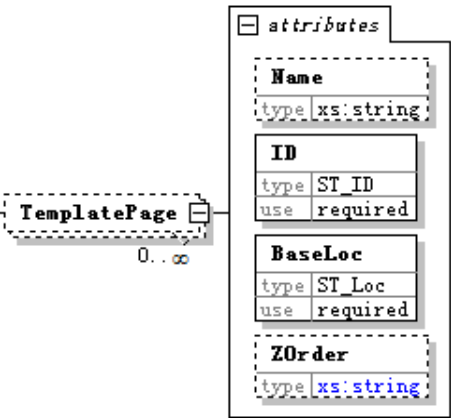 attributes
Name
type xs:string
ID
type ST_ID
use required
TemplatePage
0..∞
BaseLoc
type ST_Loc
use required
ZOrder
type xs:string